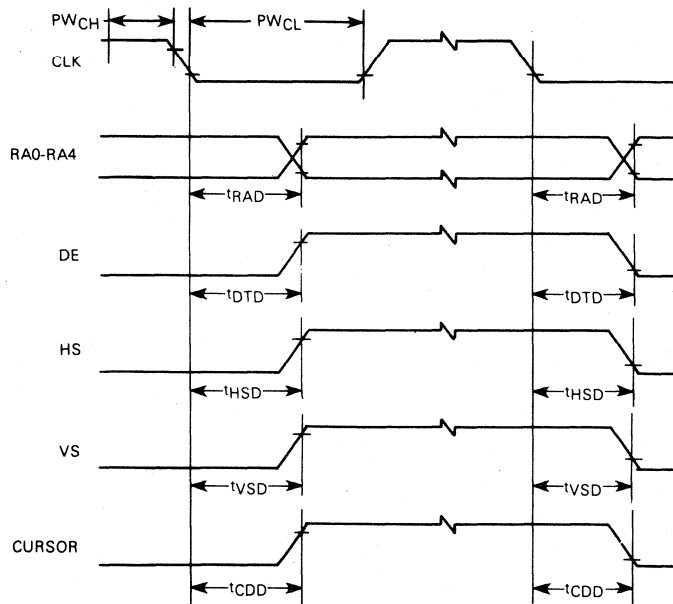 PWCH
PWCL
CLK
RA0-RA4
tRAD
tRAD
DE
tDTD
tDTD
HS
tHSD
tHSD
VS
tVSD
tVSD
CURSOR
tCDD
tCDD